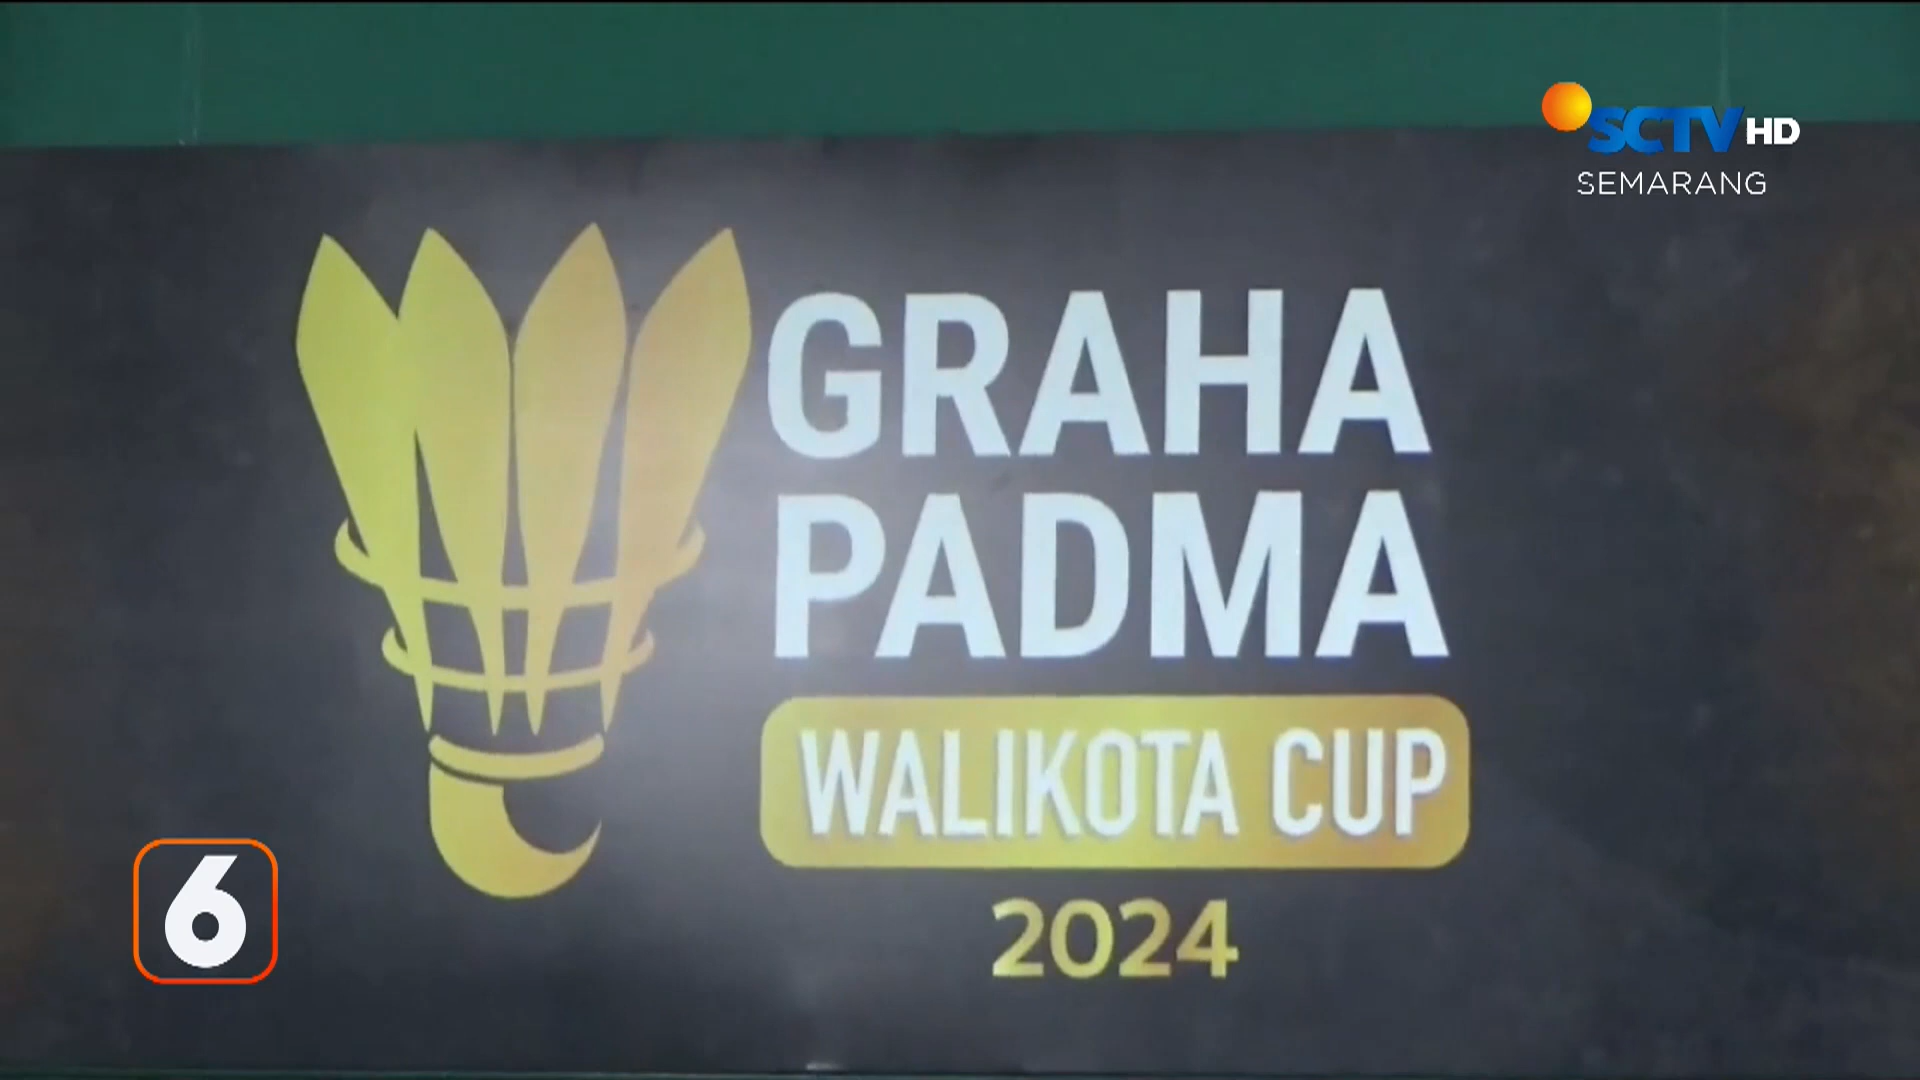 SCTV HD
SEMARANG
GRAHA
PADMA
WALIKOTA CUP
2024
6